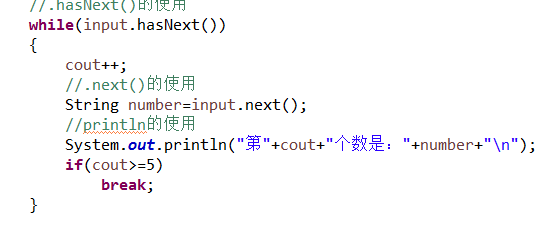 //.hasNext()的使用
while(input.hasNext())
{
cout++;
//.next()的使用
String number=input.next();
//println的使用
System.out.println("第"+cout+"个数是："+number+"\n");
if(cout>=5)
break;
}